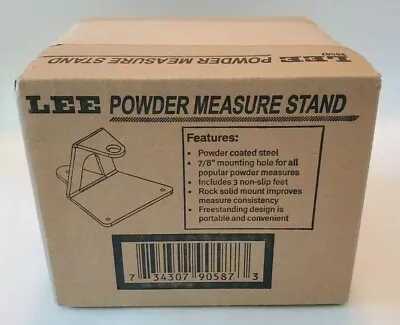 90587
LEE
POWDER MEASURE STAND
LEE POWDER MEASURE STAND
Features:
• Powder coated steel
• 7/8" mounting hole for all
popular powder measures
• Includes 3 non-slip feet
• Rock solid mount improves
measure consistency
• Freestanding design is
portable and convenient
7 34307 90587 3